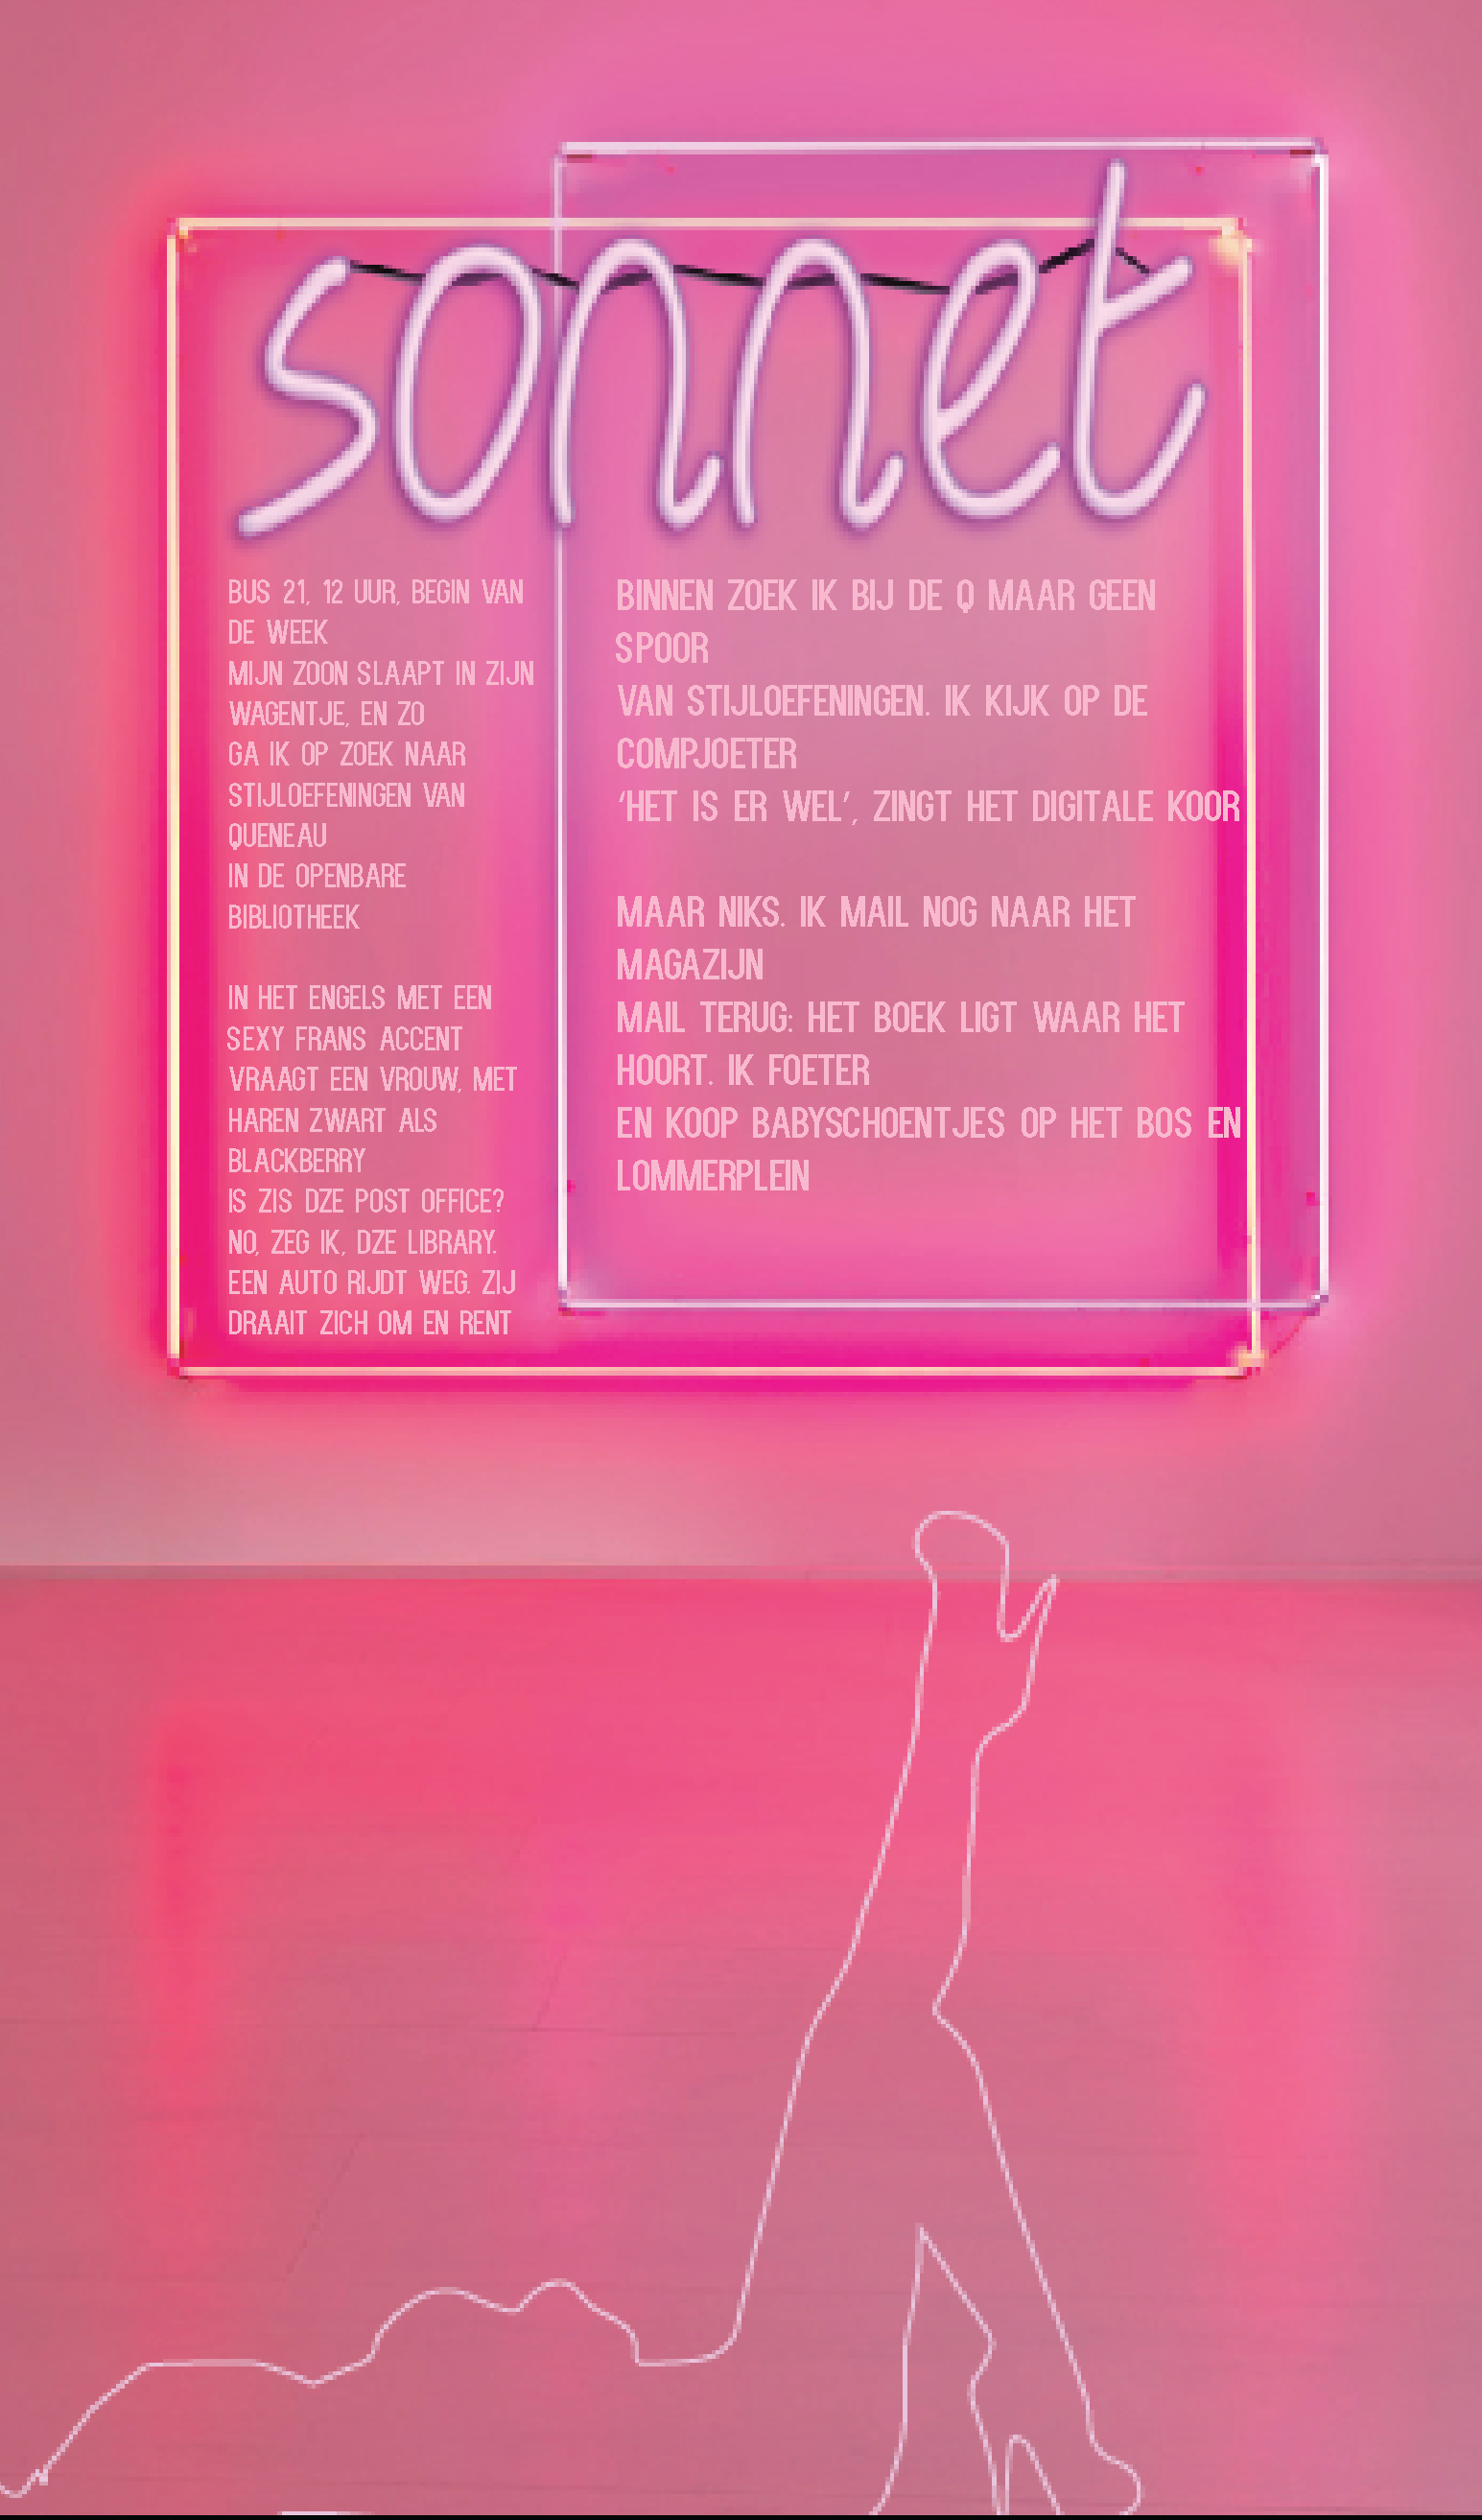 sonnet
BUS 21, 12 UUR, BEGIN VAN
DE WEEK
MIJN ZOON SLAAPT IN ZIJN
WAGENTJE, EN ZO
GA IK OP ZOEK NAAR
STIJLOEFENINGEN VAN
QUENEAU
IN DE OPENBARE
BIBLIOTHEEK

IN HET ENGELS MET EEN
SEXY FRANS ACCENT
VRAAGT EEN VROUW, MET
HAREN ZWART ALS
BLACKBERRY
IS ZIS DZE POST OFFICE?
NO, ZEG IK, DZE LIBRARY.
EEN AUTO RIJDT WEG. ZIJ
DRAAIT ZICH OM EN RENT

BINNEN ZOEK IK BIJ DE Q MAAR GEEN
SPOOR
VAN STIJLOEFENINGEN. IK KIJK OP DE
COMPJOETER
‘HET IS ER WEL’, ZINGT HET DIGITALE KOOR

MAAR NIKS. IK MAIL NOG NAAR HET
MAGAZIJN
MAIL TERUG: HET BOEK LIGT WAAR HET
HOORT. IK FOETER
EN KOOP BABYSCHOENTJES OP HET BOS EN
LOMMERPLEIN